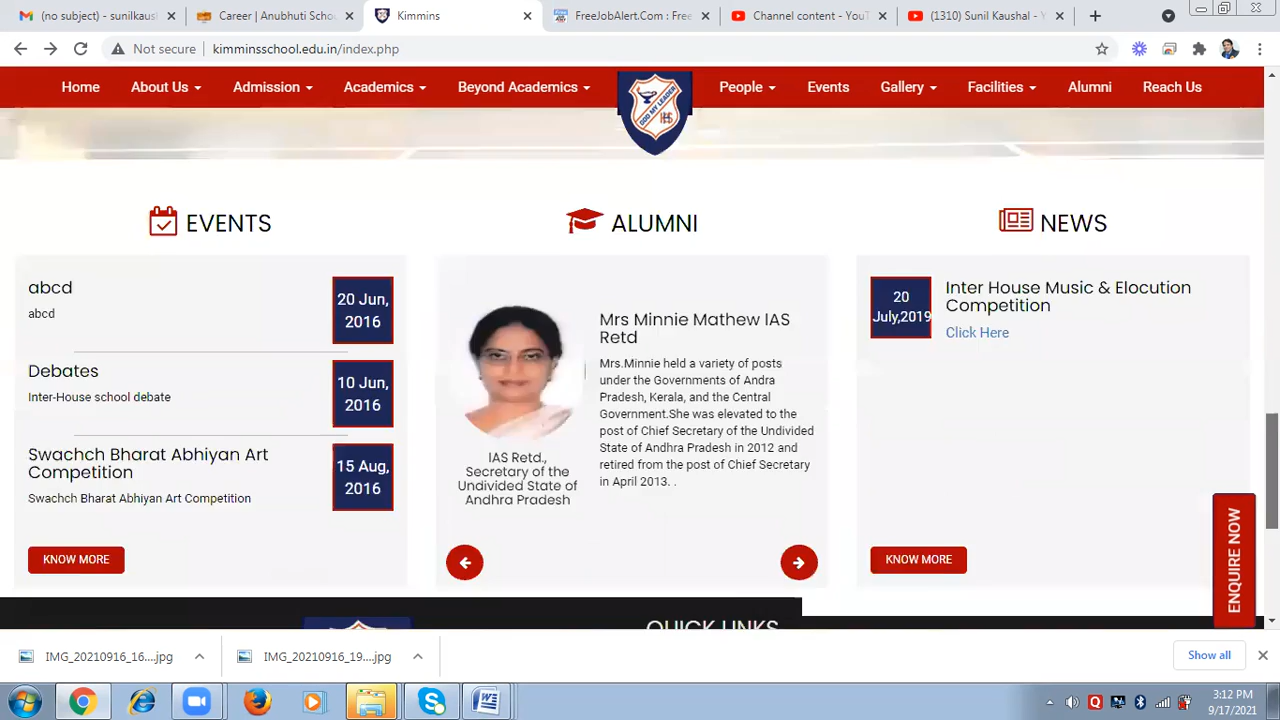 (no subject) - sunilkaus
Career | Anubhuti Schoo
Kimmins
FreeJobAlert.Com : Free
Channel content - YouT
(1310) Sunil Kaushal - Y
Not secure
kimminsschool.edu.in/index.php
Home
About Us
Admission
Academics
Beyond Academics
GOD MY LEADER
KHS
People
Events
Gallery
Facilities
Alumni
Reach Us
EVENTS
abcd
abcd
20 Jun,
2016
Debates
Inter-House school debate
10 Jun,
2016
Swachch Bharat Abhiyan Art
Competition
Swachch Bharat Abhiyan Art Competition
15 Aug,
2016
KNOW MORE
ALUMNI
IAS Retd.,
Secretary of the
Undivided State of
Andhra Pradesh
Mrs Minnie Mathew IAS
Retd
Mrs.Minnie held a variety of posts
under the Governments of Andra
Pradesh, Kerala, and the Central
Government.She was elevated to the
post of Chief Secretary of the Undivided
State of Andhra Pradesh in 2012 and
retired from the post of Chief Secretary
in April 2013. .
NEWS
20
July,2019
Inter House Music & Elocution
Competition
Click Here
KNOW MORE
ENQUIRE NOW
QUICK LINKS
IMG_20210916_16....jpg
IMG_20210916_19....jpg
Show all
3:12 PM
9/17/2021